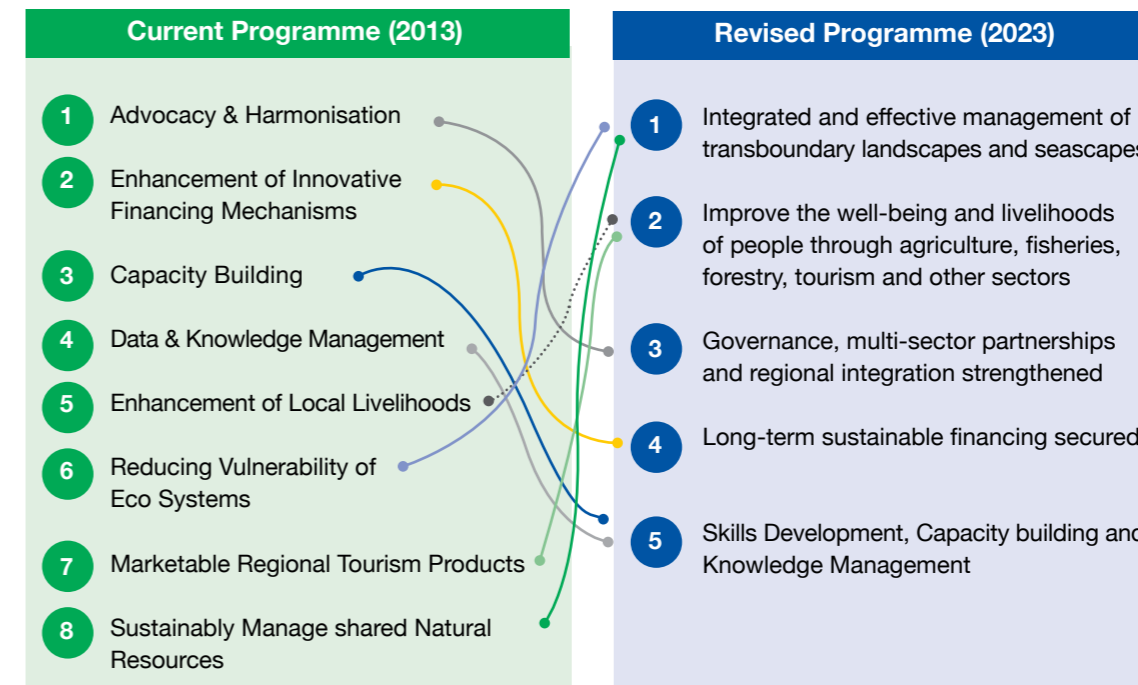 Current Programme (2013)
1 Advocacy & Harmonisation
2 Enhancement of Innovative
Financing Mechanisms
3 Capacity Building
4 Data & Knowledge Management
5 Enhancement of Local Livelihoods
6 Reducing Vulnerability of
Eco Systems
7 Marketable Regional Tourism Products
8 Sustainably Manage shared Natural
Resources
Revised Programme (2023)
1 Integrated and effective management of
transboundary landscapes and seascapes
2 Improve the well-being and livelihoods
of people through agriculture, fisheries,
forestry, tourism and other sectors
3 Governance, multi-sector partnerships
and regional integration strengthened
4 Long-term sustainable financing secured
5 Skills Development, Capacity building and
Knowledge Management